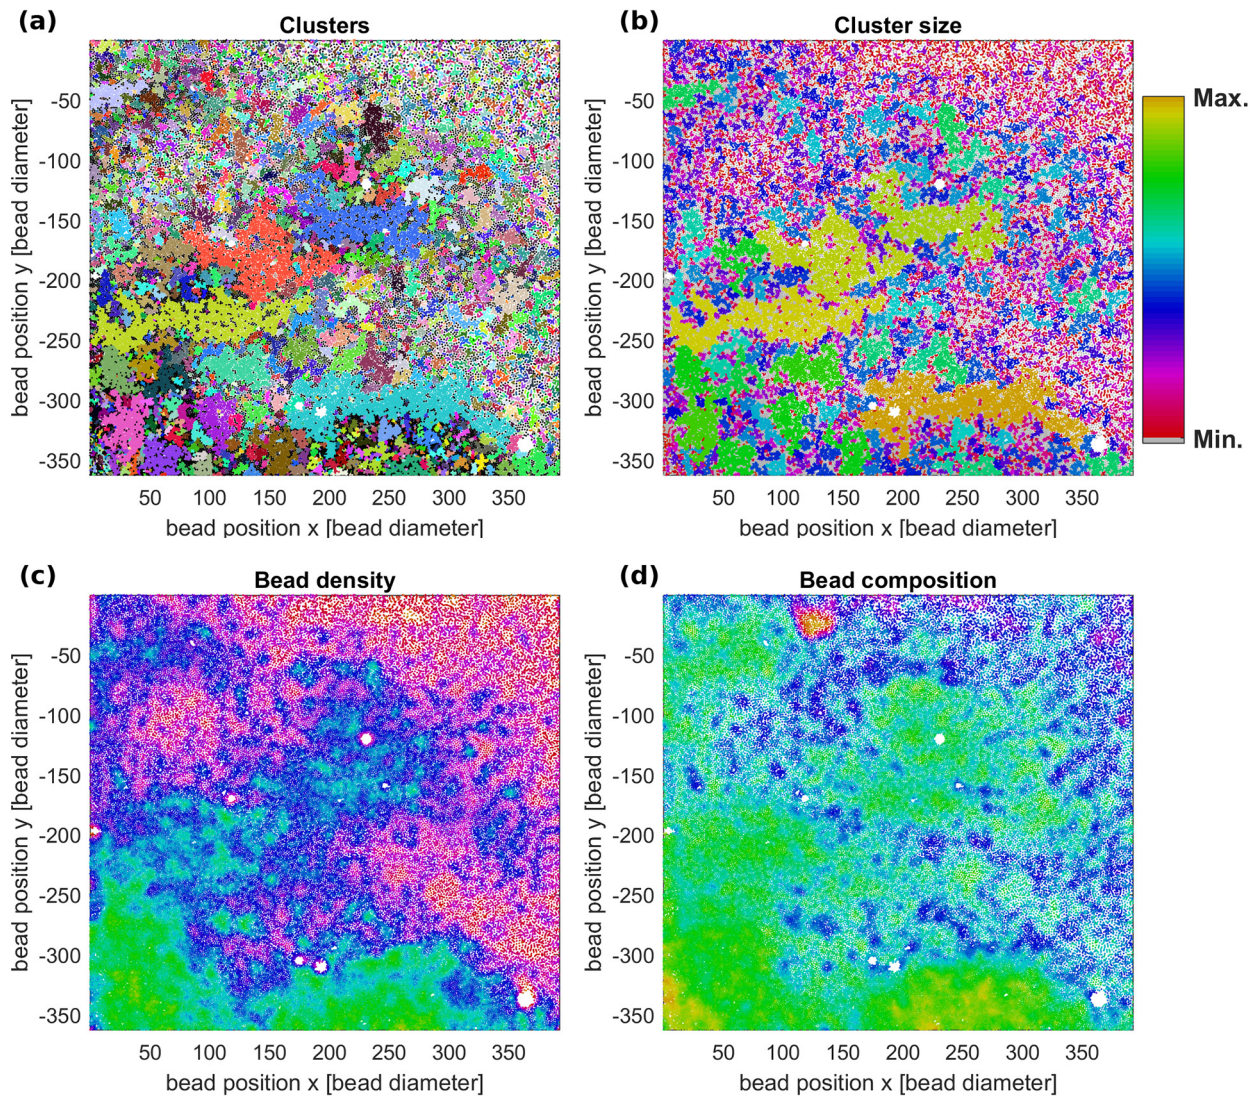 (a)
Clusters
bead position y [bead diameter]
-50
-100
-150
-200
-250
-300
-350
50 100 150 200 250 300 350
bead position x [bead diameter]
(b)
Cluster size
bead position y [bead diameter]
-50
-100
-150
-200
-250
-300
-350
50 100 150 200 250 300 350
bead position x [bead diameter]
Max.
Min.
(c)
Bead density
bead position y [bead diameter]
-50
-100
-150
-200
-250
-300
-350
50 100 150 200 250 300 350
bead position x [bead diameter]
(d)
Bead composition
bead position y [bead diameter]
-50
-100
-150
-200
-250
-300
-350
50 100 150 200 250 300 350
bead position x [bead diameter]